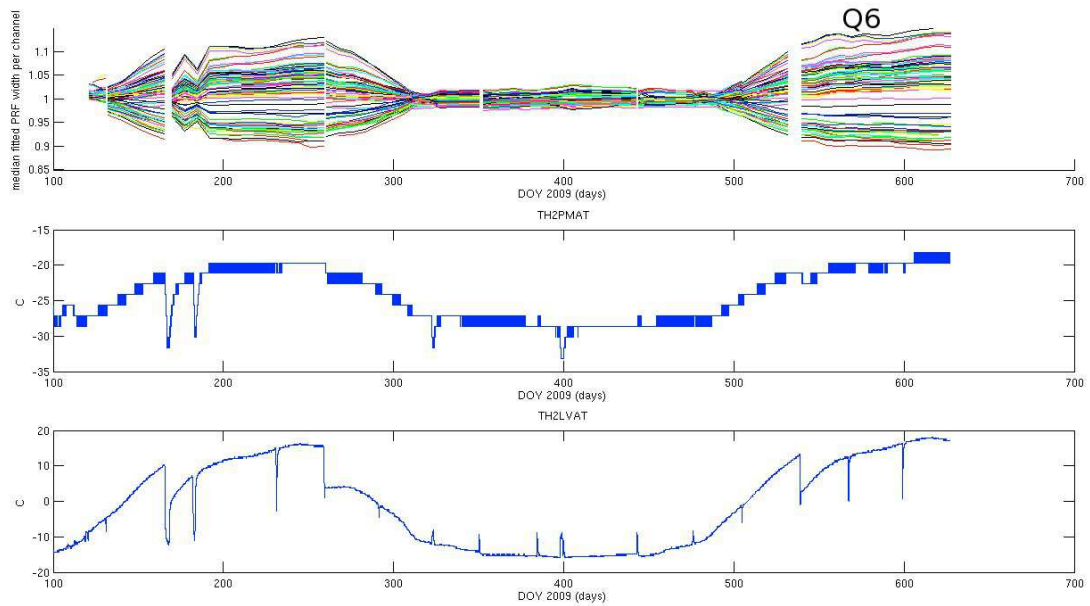 Q6
median fitted PRF width per channel
1.1
1.05
1
0.95
0.9
0.85
100 200 300 400 500 600 700
DOY 2009 (days)
TH2PMAT
-15
-20
-25
-30
-35
C
100 200 300 400 500 600 700
DOY 2009 (days)
TH2LVAT
20
10
0
-10
-20
C
100 200 300 400 500 600 700
DOY 2009 (days)